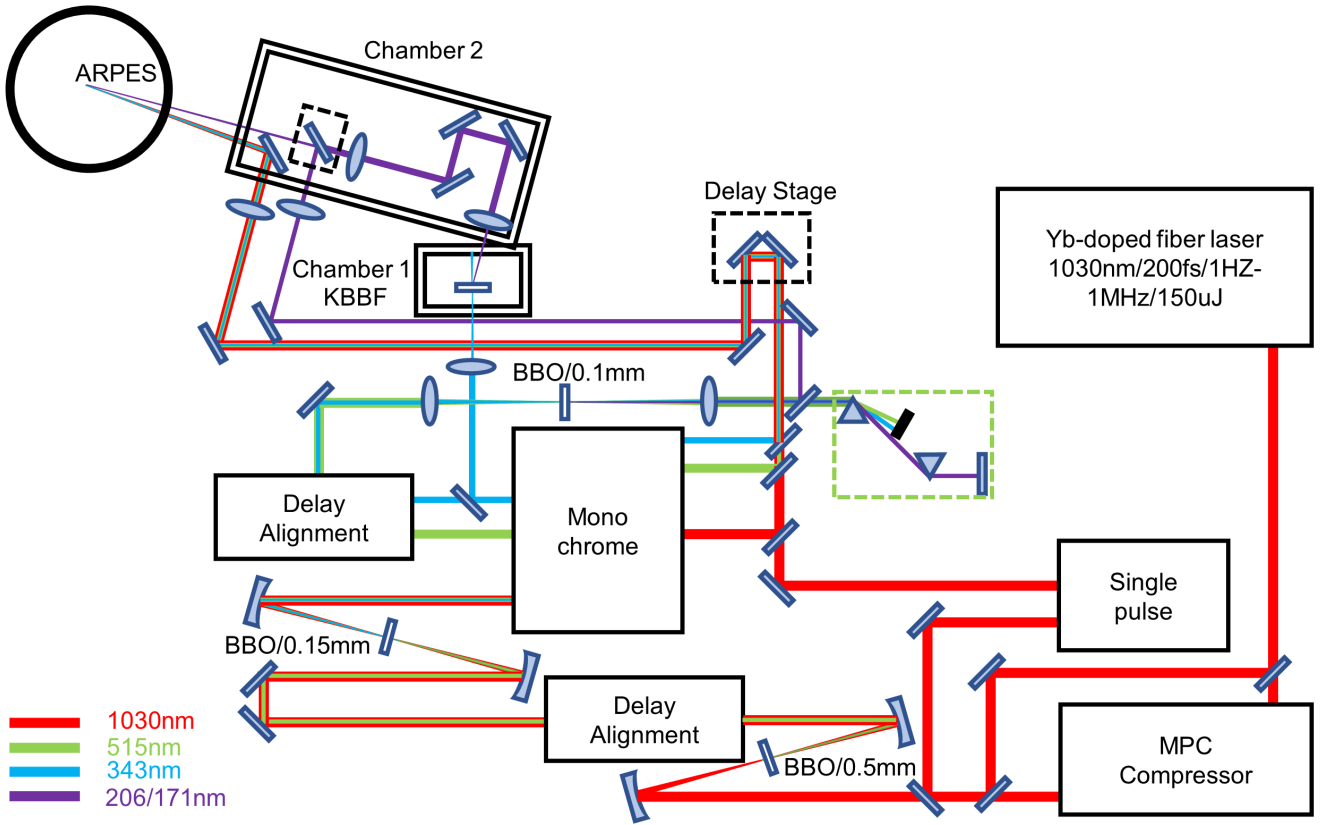 Chamber 2
ARPES
Delay Stage
Yb-doped fiber laser
1030nm/200fs/1HZ-
1MHz/150uJ
Chamber 1
KBBF
BBO/0.1mm
Delay
Alignment
Mono
chrome
Single
pulse
BBO/0.15mm
Delay
Alignment
MPC
Compressor
BBO/0.5mm
1030nm
515nm
343nm
206/171nm